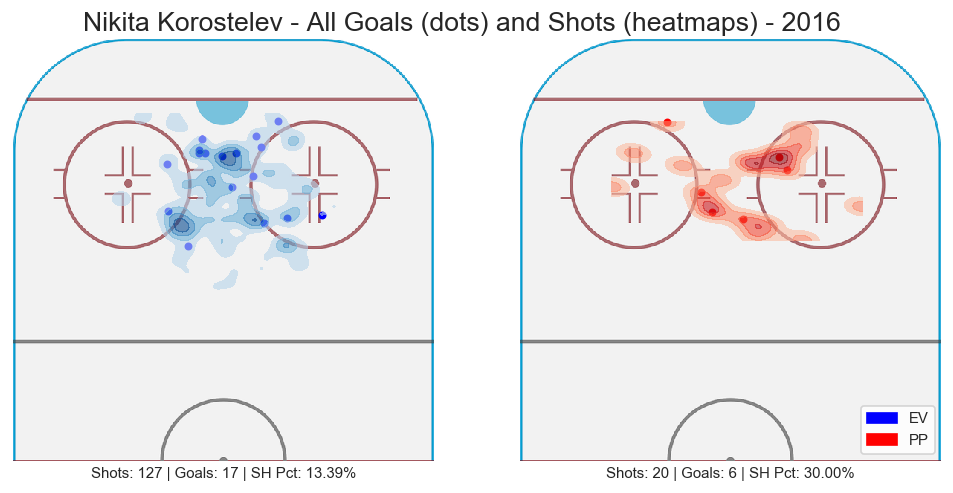 Nikita Korostelev - All Goals (dots) and Shots (heatmaps) - 2016
EV
PP
Shots: 127 | Goals: 17 | SH Pct: 13.39%
Shots: 20 | Goals: 6 | SH Pct: 30.00%